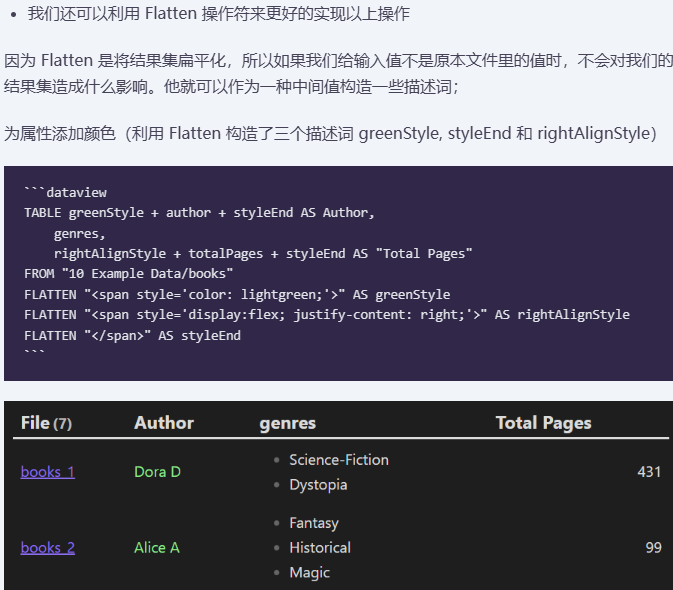 我们还可以利用 Flatten 操作符来更好的实现以上操作
因为 Flatten 是将结果集扁平化，所以如果我们给输入值不是原本文件里的值时，不会对我们的
结果集造成什么影响。他就可以作为一种中间值构造一些描述词；
为属性添加颜色（利用 Flatten 构造了三个描述词 greenStyle, styleEnd 和 rightAlignStyle）
```dataview
TABLE greenStyle + author + styleEnd AS Author,
    genres,
    rightAlignStyle + totalPages + styleEnd AS "Total Pages"
FROM "10 Example Data/books"
FLATTEN "<span style='color: lightgreen;'>" AS greenStyle
FLATTEN "<span style='display:flex; justify-content: right;'>" AS rightAlignStyle
FLATTEN "</span>" AS styleEnd
```
File (7) Author genres Total Pages
books_1 Dora D Science-Fiction 431
Dystopia
Fantasy
books_2 Alice A Historical 99
Magic